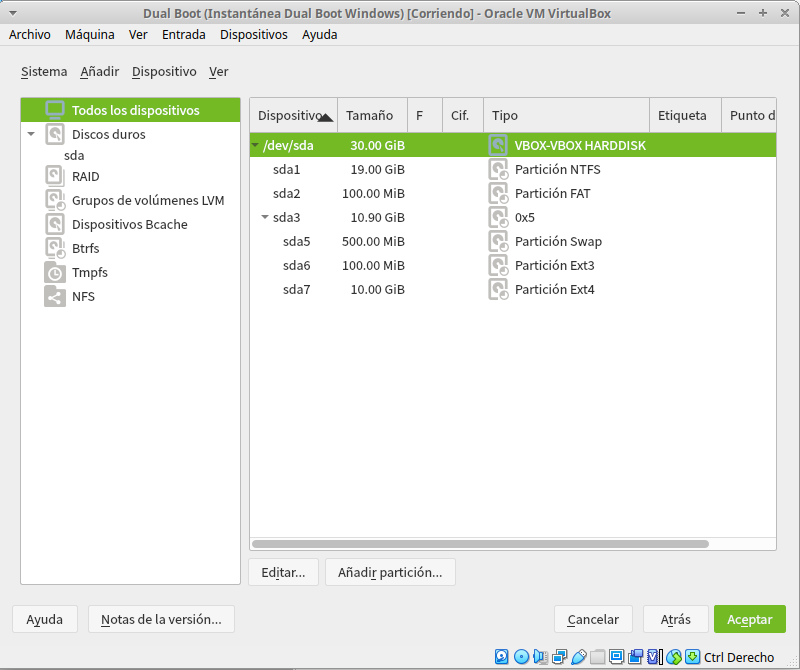 Dual Boot (Instantánea Dual Boot Windows) [Corriendo] - Oracle VM VirtualBox
Archivo Máquina Ver Entrada Dispositivos Ayuda
Sistema Añadir Dispositivo Ver
Todos los dispositivos
Discos duros
sda
RAID
Grupos de volúmenes LVM
Dispositivos Bcache
Btrfs
Tmpfs
NFS
Dispositivo Tamaño F Cif. Tipo Etiqueta Punto d
/dev/sda 30.00 GiB VBOX-VBOX HARDDISK
sda1 19.00 GiB Partición NTFS
sda2 100.00 MiB Partición FAT
sda3 10.90 GiB 0x5
sda5 500.00 MiB Partición Swap
sda6 100.00 MiB Partición Ext3
sda7 10.00 GiB Partición Ext4
Editar... Añadir partición...
Ayuda Notas de la versión... Cancelar Atrás Aceptar
Ctrl Derecho